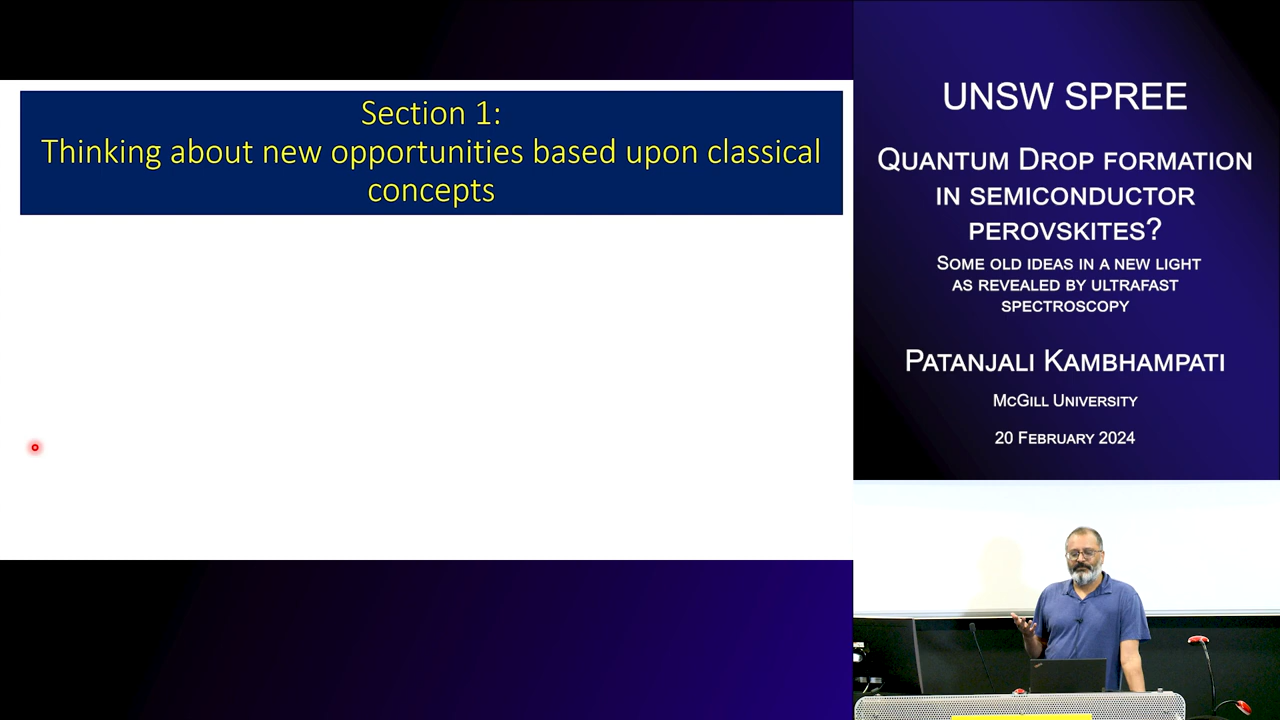 Section 1:
Thinking about new opportunities based upon classical
concepts
UNSW SPREE
QUANTUM DROP FORMATION
IN SEMICONDUCTOR
PEROVSKITES?
SOME OLD IDEAS IN A NEW LIGHT
AS REVEALED BY ULTRAFAST
SPECTROSCOPY
PATANJALI KAMBHAMPATI
MCGILL UNIVERSITY
20 FEBRUARY 2024